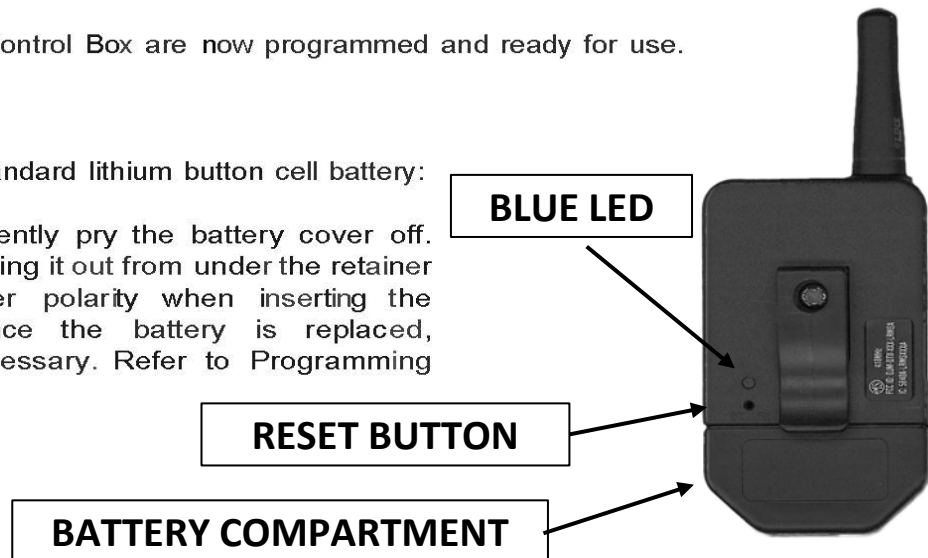 ontrol Box are now programmed and ready for use.
andard lithium button cell battery:
ently pry the battery cover off.
ing it out from under the retainer
er polarity when inserting the
nce the battery is replaced,
essary. Refer to Programming
BLUE LED
RESET BUTTON
BATTERY COMPARTMENT